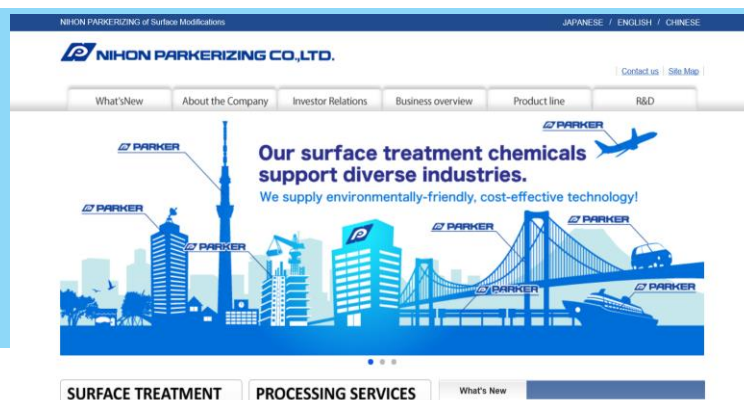 NIHON PARKERIZING of Surface Modifications
JAPANESE / ENGLISH / CHINESE
NIHON PARKERIZING CO.,LTD.
Contact us Site Map
What'sNew About the Company Investor Relations Business overview Product line R&D
PARKER
PARKER
Our surface treatment chemicals
support diverse industries.
We supply environmentally-friendly, cost-effective technology!
PARKER
PARKER
PARKER
PARKER
PARKER
PARKER
SURFACE TREATMENT
PROCESSING SERVICES
What's New